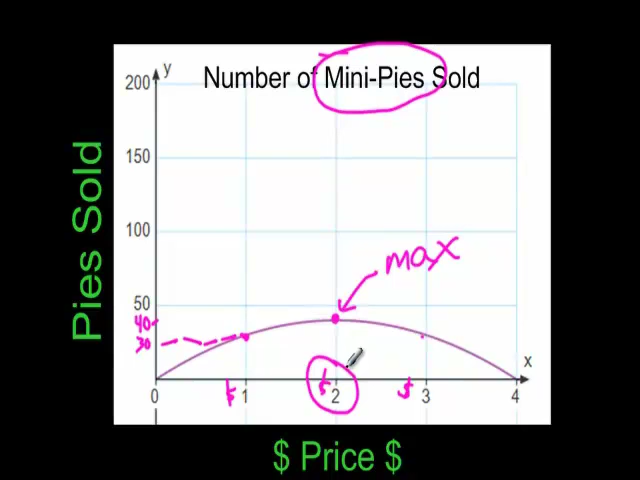 Number of Mini-Pies Sold
y
200
150
100
50
40
30
max
x
0
$1
$2
$3
4
Pies Sold
$ Price $